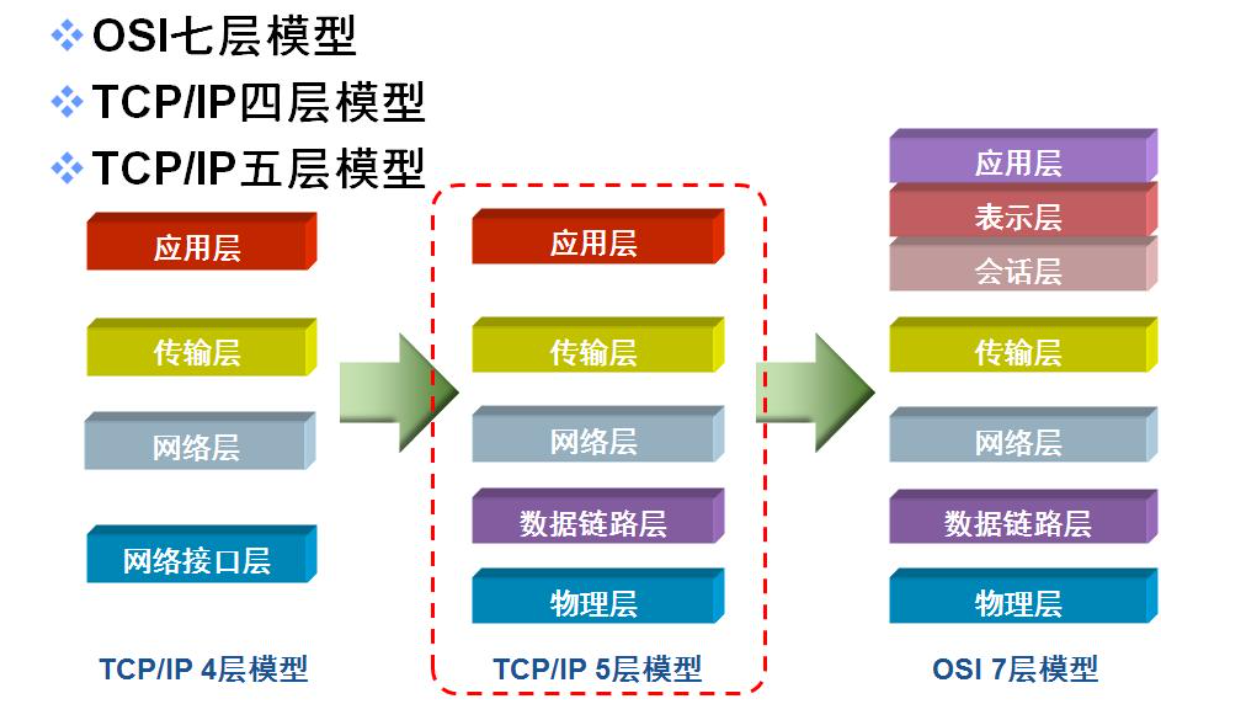 OSI七层模型
TCP/IP四层模型
TCP/IP五层模型
应用层
传输层
网络层
网络接口层
TCP/IP 4层模型
应用层
传输层
网络层
数据链路层
物理层
TCP/IP 5层模型
应用层
表示层
会话层
传输层
网络层
数据链路层
物理层
OSI 7层模型